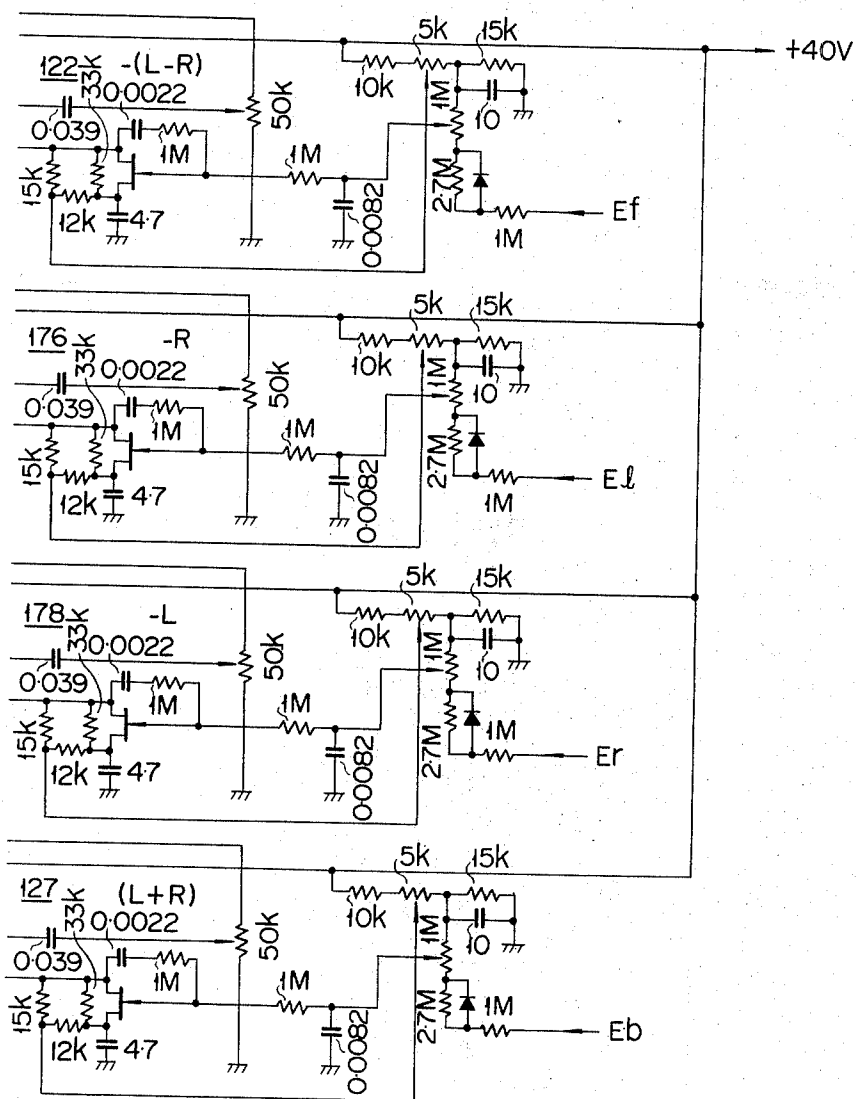 5k 15k
+40V
122 33k -(L-R)
0.0022
10k 1M 10
0.039 1M 50k 1M
15k 12k 4.7
0.0082
2.7M
1M
Ef
5k 15k
176 33k -R
0.0022
10k 1M 10
0.039 1M 50k 1M
15k 12k 4.7
0.0082
2.7M
1M
El
5k 15k
178 33k -L
0.0022
10k 1M 10
0.039 1M 50k 1M
15k 12k 4.7
0.0082
2.7M 1M
Er
5k 15k
127 33k (L+R)
0.0022
10k 1M 10
0.039 1M 50k 1M
15k 12k 4.7
0.0082
2.7M 1M
Eb